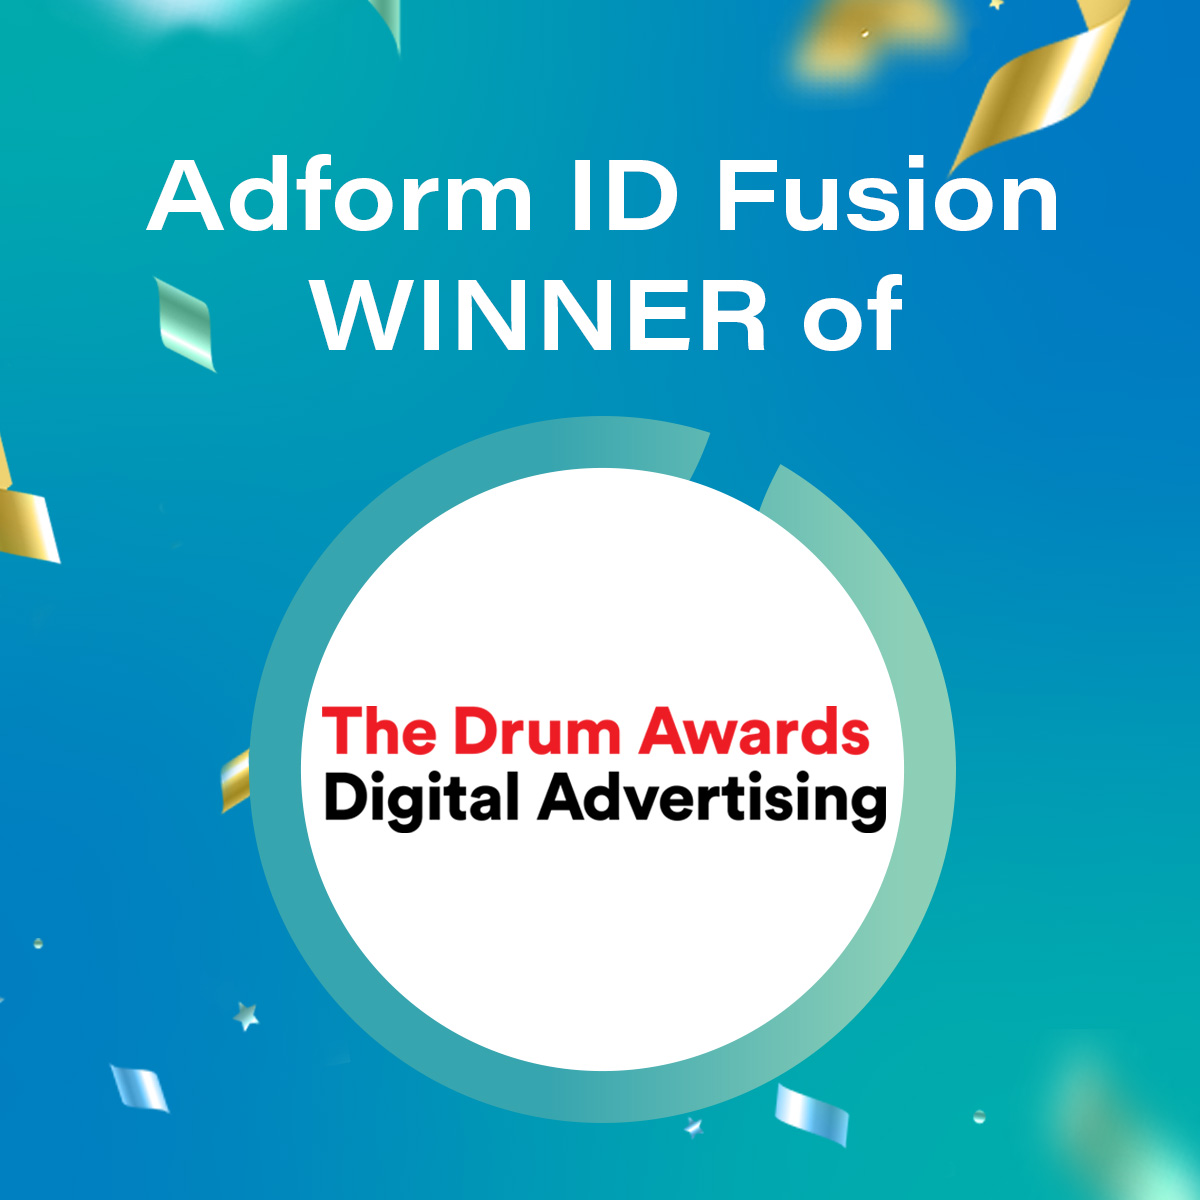 Adform ID Fusion
WINNER of
The Drum Awards
Digital Advertising